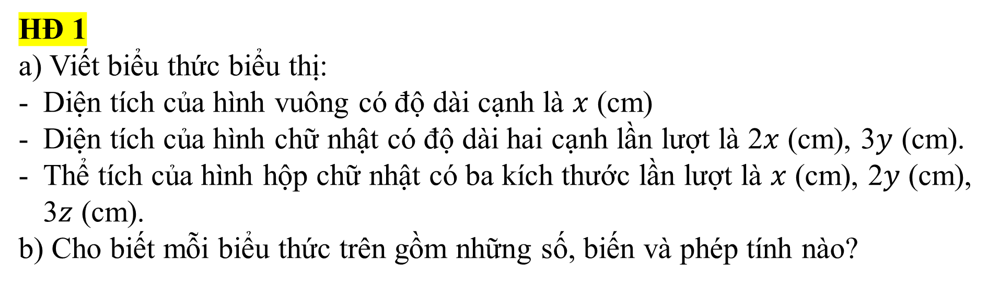 HĐ 1
a) Viết biểu thức biểu thị:
- Diện tích của hình vuông có độ dài cạnh là x (cm)
- Diện tích của hình chữ nhật có độ dài hai cạnh lần lượt là 2x (cm), 3y (cm).
- Thể tích của hình hộp chữ nhật có ba kích thước lần lượt là x (cm), 2y (cm),
3z (cm).
b) Cho biết mỗi biểu thức trên gồm những số, biến và phép tính nào?